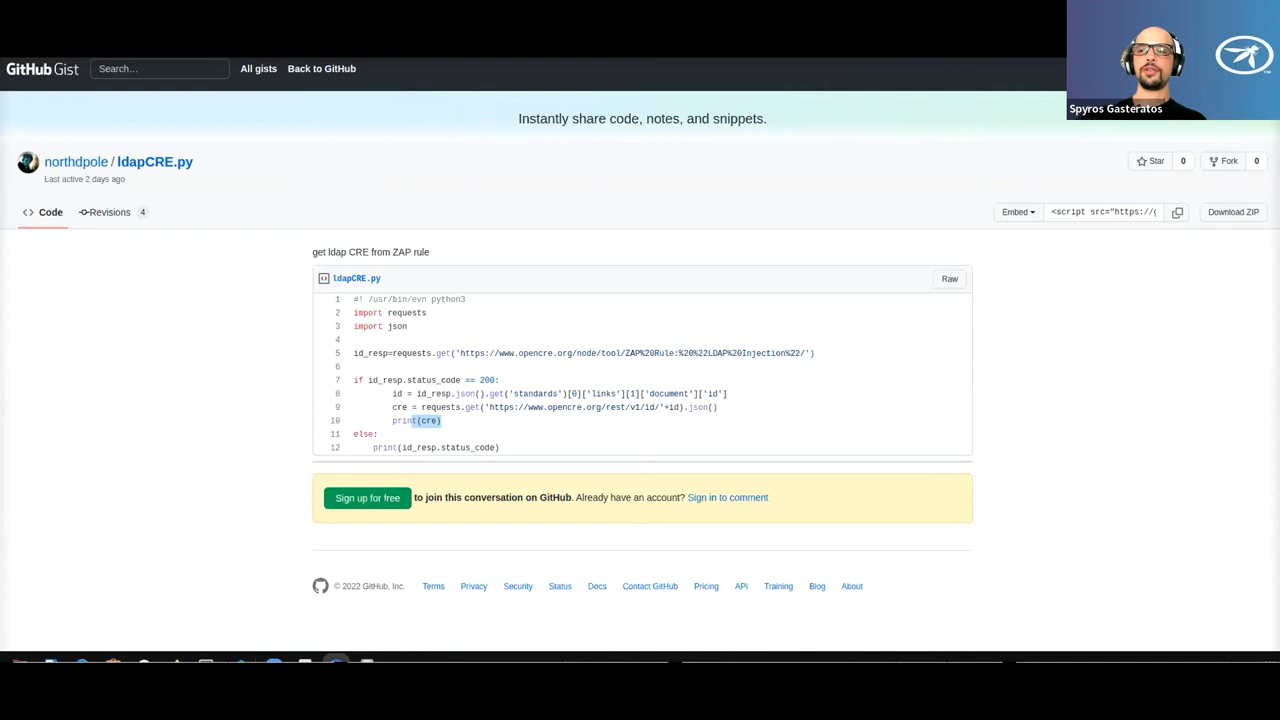 GitHub Gist Search… All gists Back to GitHub
Spyros Gasteratos
Instantly share code, notes, and snippets.
northdpole / ldapCRE.py
Last active 2 days ago
Star 0 Fork 0
Code Revisions 4
Embed <script src="https://g Download ZIP
get ldap CRE from ZAP rule
ldapCRE.py Raw
1 #! /usr/bin/evn python3
2 import requests
3 import json
4
5 id_resp=requests.get('https://www.opencre.org/node/tool/ZAP%20Rule:%20%22LDAP%20Injection%22/')
6
7 if id_resp.status_code == 200:
8 id = id_resp.json().get('standards')[0]['links'][1]['document']['id']
9 cre = requests.get('https://www.opencre.org/rest/v1/id/'+id).json()
10 print(cre)
11 else:
12 print(id_resp.status_code)
Sign up for free to join this conversation on GitHub. Already have an account? Sign in to comment
© 2022 GitHub, Inc. Terms Privacy Security Status Docs Contact GitHub Pricing API Training Blog About